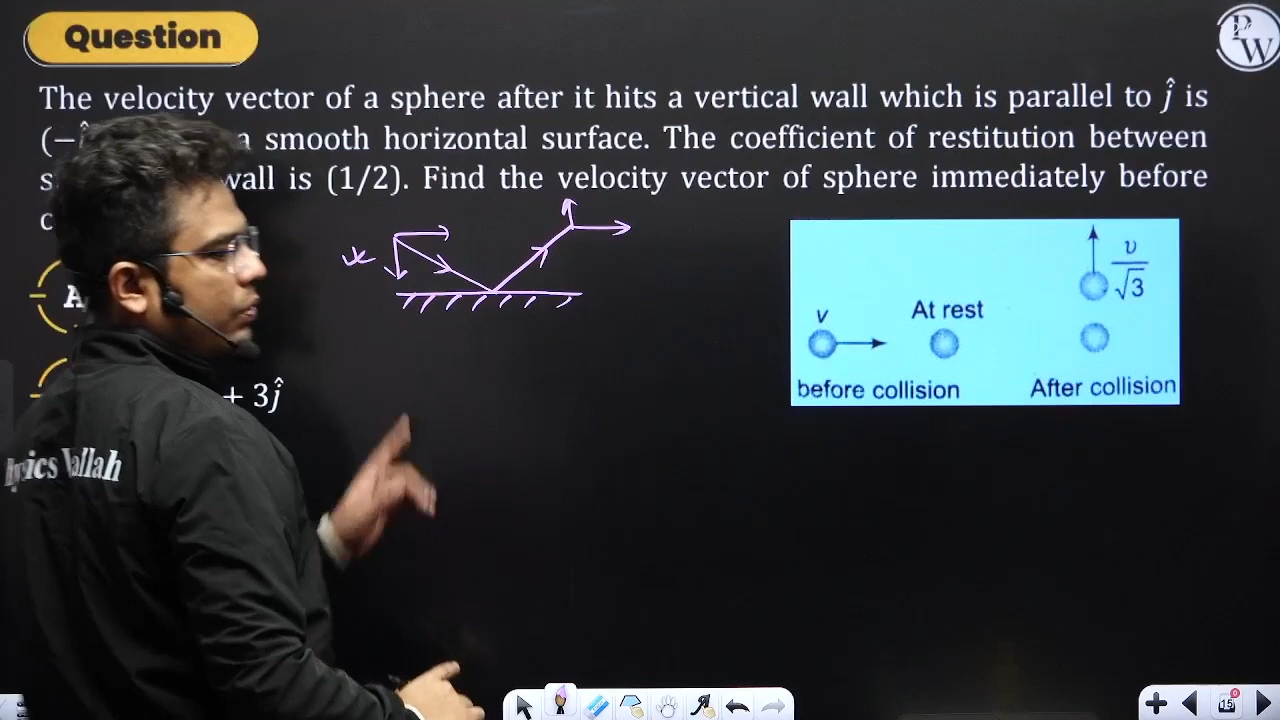 Question
PW
The velocity vector of a sphere after it hits a vertical wall which is parallel to ĵ is
(−î a smooth horizontal surface. The coefficient of restitution between
wall is (1/2). Find the velocity vector of sphere immediately before
A
+ 3ĵ
v
At rest
υ/√3
before collision
After collision
15
0